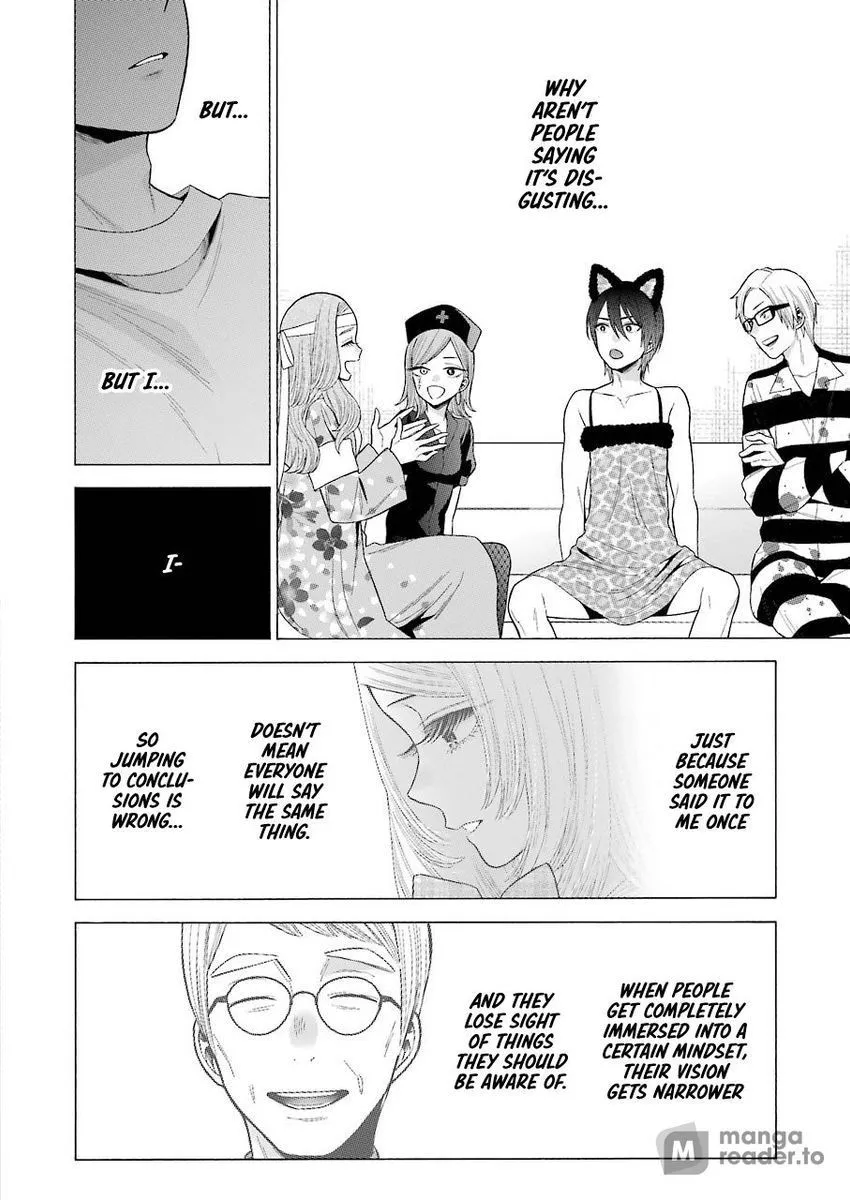 WHY
AREN'T
PEOPLE
SAYING
IT'S DIS-
GUSTING...
BUT...
BUT I...
I-
JUST
BECAUSE
SOMEONE
SAID IT TO
ME ONCE
DOESN'T
MEAN
EVERYONE
WILL SAY
THE SAME
THING.
SO
JUMPING
TO CONCLU-
SIONS IS
WRONG...
WHEN PEOPLE
GET COMPLETELY
IMMERSED INTO A
CERTAIN MINDSET,
THEIR VISION
GETS NARROWER
AND THEY
LOSE SIGHT
OF THINGS
THEY SHOULD
BE AWARE OF.
M manga
reader.to